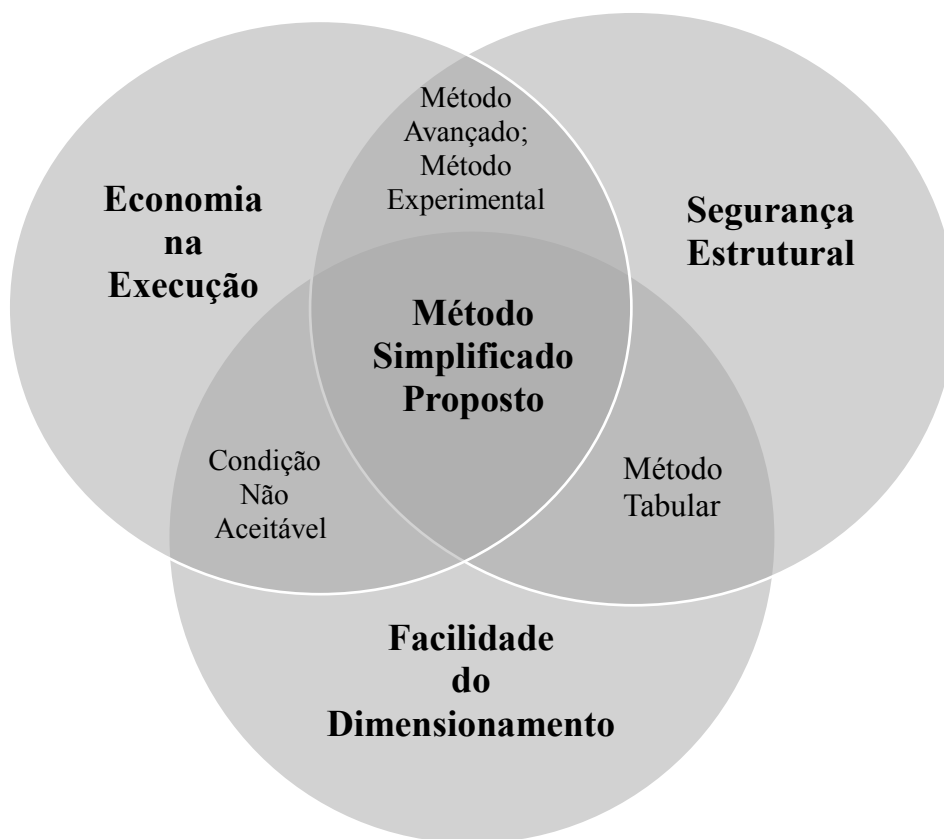 Método
Avançado;
Método
Experimental
Economia
na
Execução
Segurança
Estrutural
Método
Simplificado
Proposto
Condição
Não
Aceitável
Método
Tabular
Facilidade
do
Dimensionamento